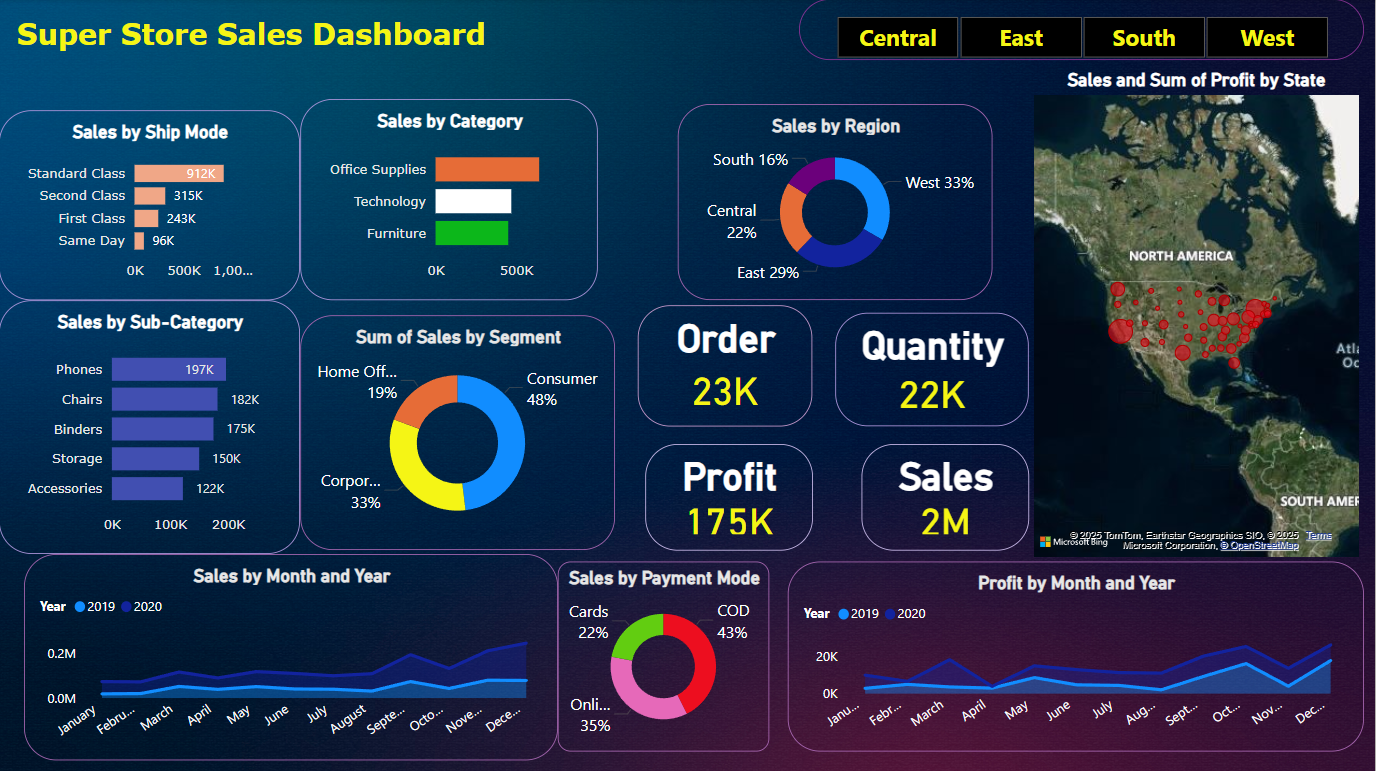 Super Store Sales Dashboard
Central
East
South
West
Sales and Sum of Profit by State
Sales by Ship Mode
Standard Class
912K
Second Class
315K
First Class
243K
Same Day
96K
0K
500K
1,00...
Sales by Category
Office Supplies
Technology
Furniture
0K
500K
Sales by Region
South 16%
West 33%
Central
22%
East 29%
NORTH AMERICA
Sales by Sub-Category
Phones
197K
Chairs
182K
Binders
175K
Storage
150K
Accessories
122K
0K
100K
200K
Sum of Sales by Segment
Home Off...
19%
Consumer
48%
Corpor...
33%
Order
23K
Quantity
22K
Profit
175K
Sales
2M
Atla
Oc
SOUTH AMER
© 2025 TomTom, Earthstar Geographics SIO, © 2025
Microsoft Corporation, © OpenStreetMap
Terms
Microsoft Bing
Sales by Month and Year
Year
2019
2020
0.2M
0.0M
January
Febru...
March
April
May
June
July
August
Septe...
Octo...
Nove...
Dece...
Sales by Payment Mode
Cards
22%
COD
43%
Onli...
35%
Profit by Month and Year
Year
2019
2020
20K
0K
Janu...
Febr...
March
April
May
June
July
Aug...
Sept...
Oct...
Nov...
Dec...